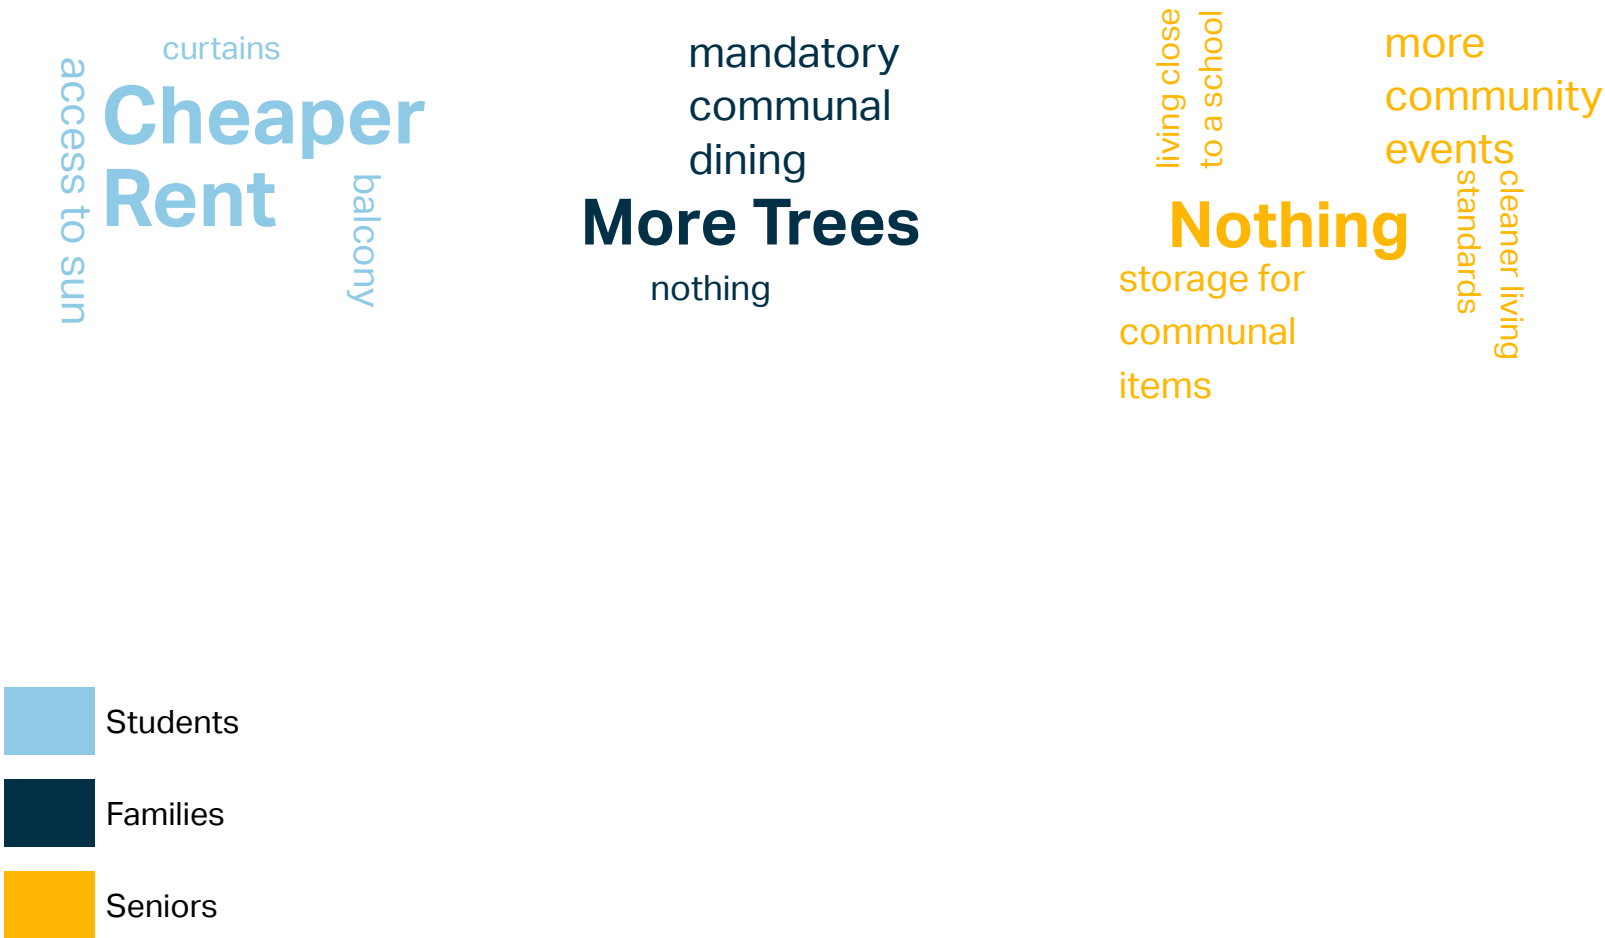 curtains
access to sun
Cheaper
Rent
balcony
mandatory
communal
dining
More Trees
nothing
living close
to a school
more
community
events
Nothing
cleaner living
standards
storage for
communal
items
Students
Families
Seniors